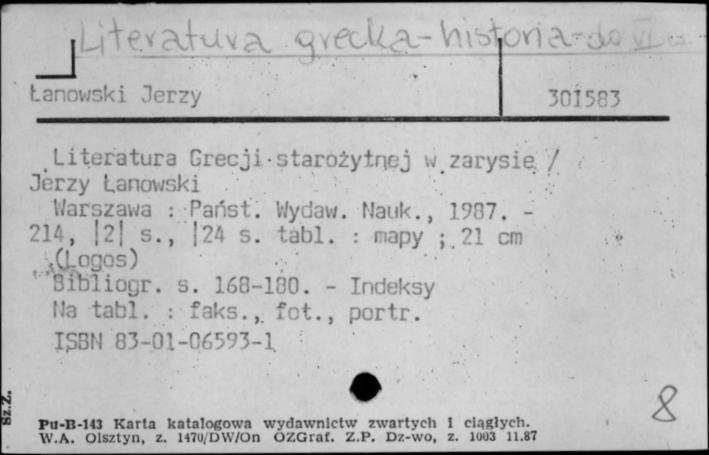 Literatura grecka-historia-do VI w.
Łanowski Jerzy 301583
Literatura Grecji starożytnej w zarysie /
Jerzy Łanowski
Warszawa : Państ. Wydaw. Nauk., 1987. -
214, |2| s., |24 s. tabl. : mapy ; 21 cm
(Logos)
Bibliogr. s. 168-180. - Indeksy
Na tabl. : faks., fot., portr.
ISBN 83-01-06593-1
8
Sz.Z.
Pu-B-143 Karta katalogowa wydawnictw zwartych i ciągłych.
W.A. Olsztyn, z. 1470/DW/On OZGraf. Z.P. Dz-wo, z. 1003 11.87